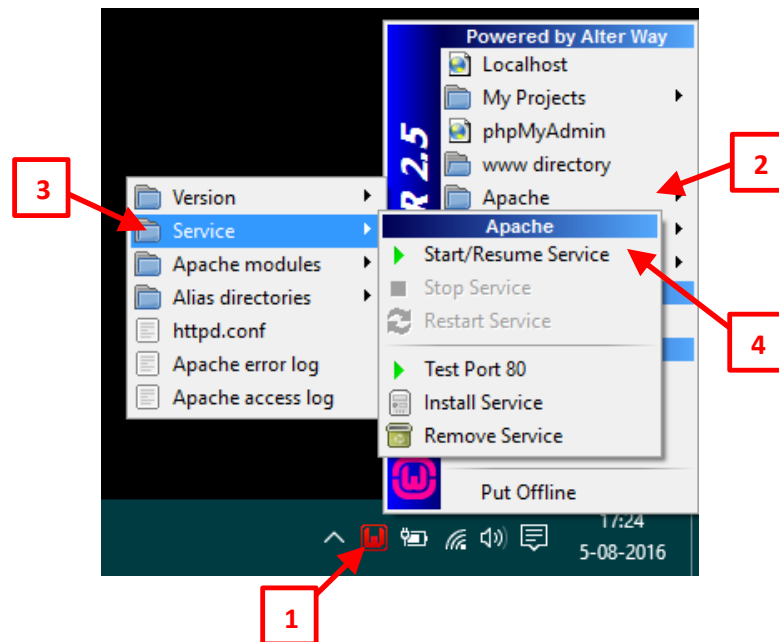 Powered by Alter Way
Localhost
My Projects
phpMyAdmin
www directory
Apache
R 2.5
2
3
Version
Service
Apache modules
Alias directories
httpd.conf
Apache error log
Apache access log
Apache
Start/Resume Service
Stop Service
Restart Service
Test Port 80
Install Service
Remove Service
4
Put Offline
17:24
5-08-2016
1